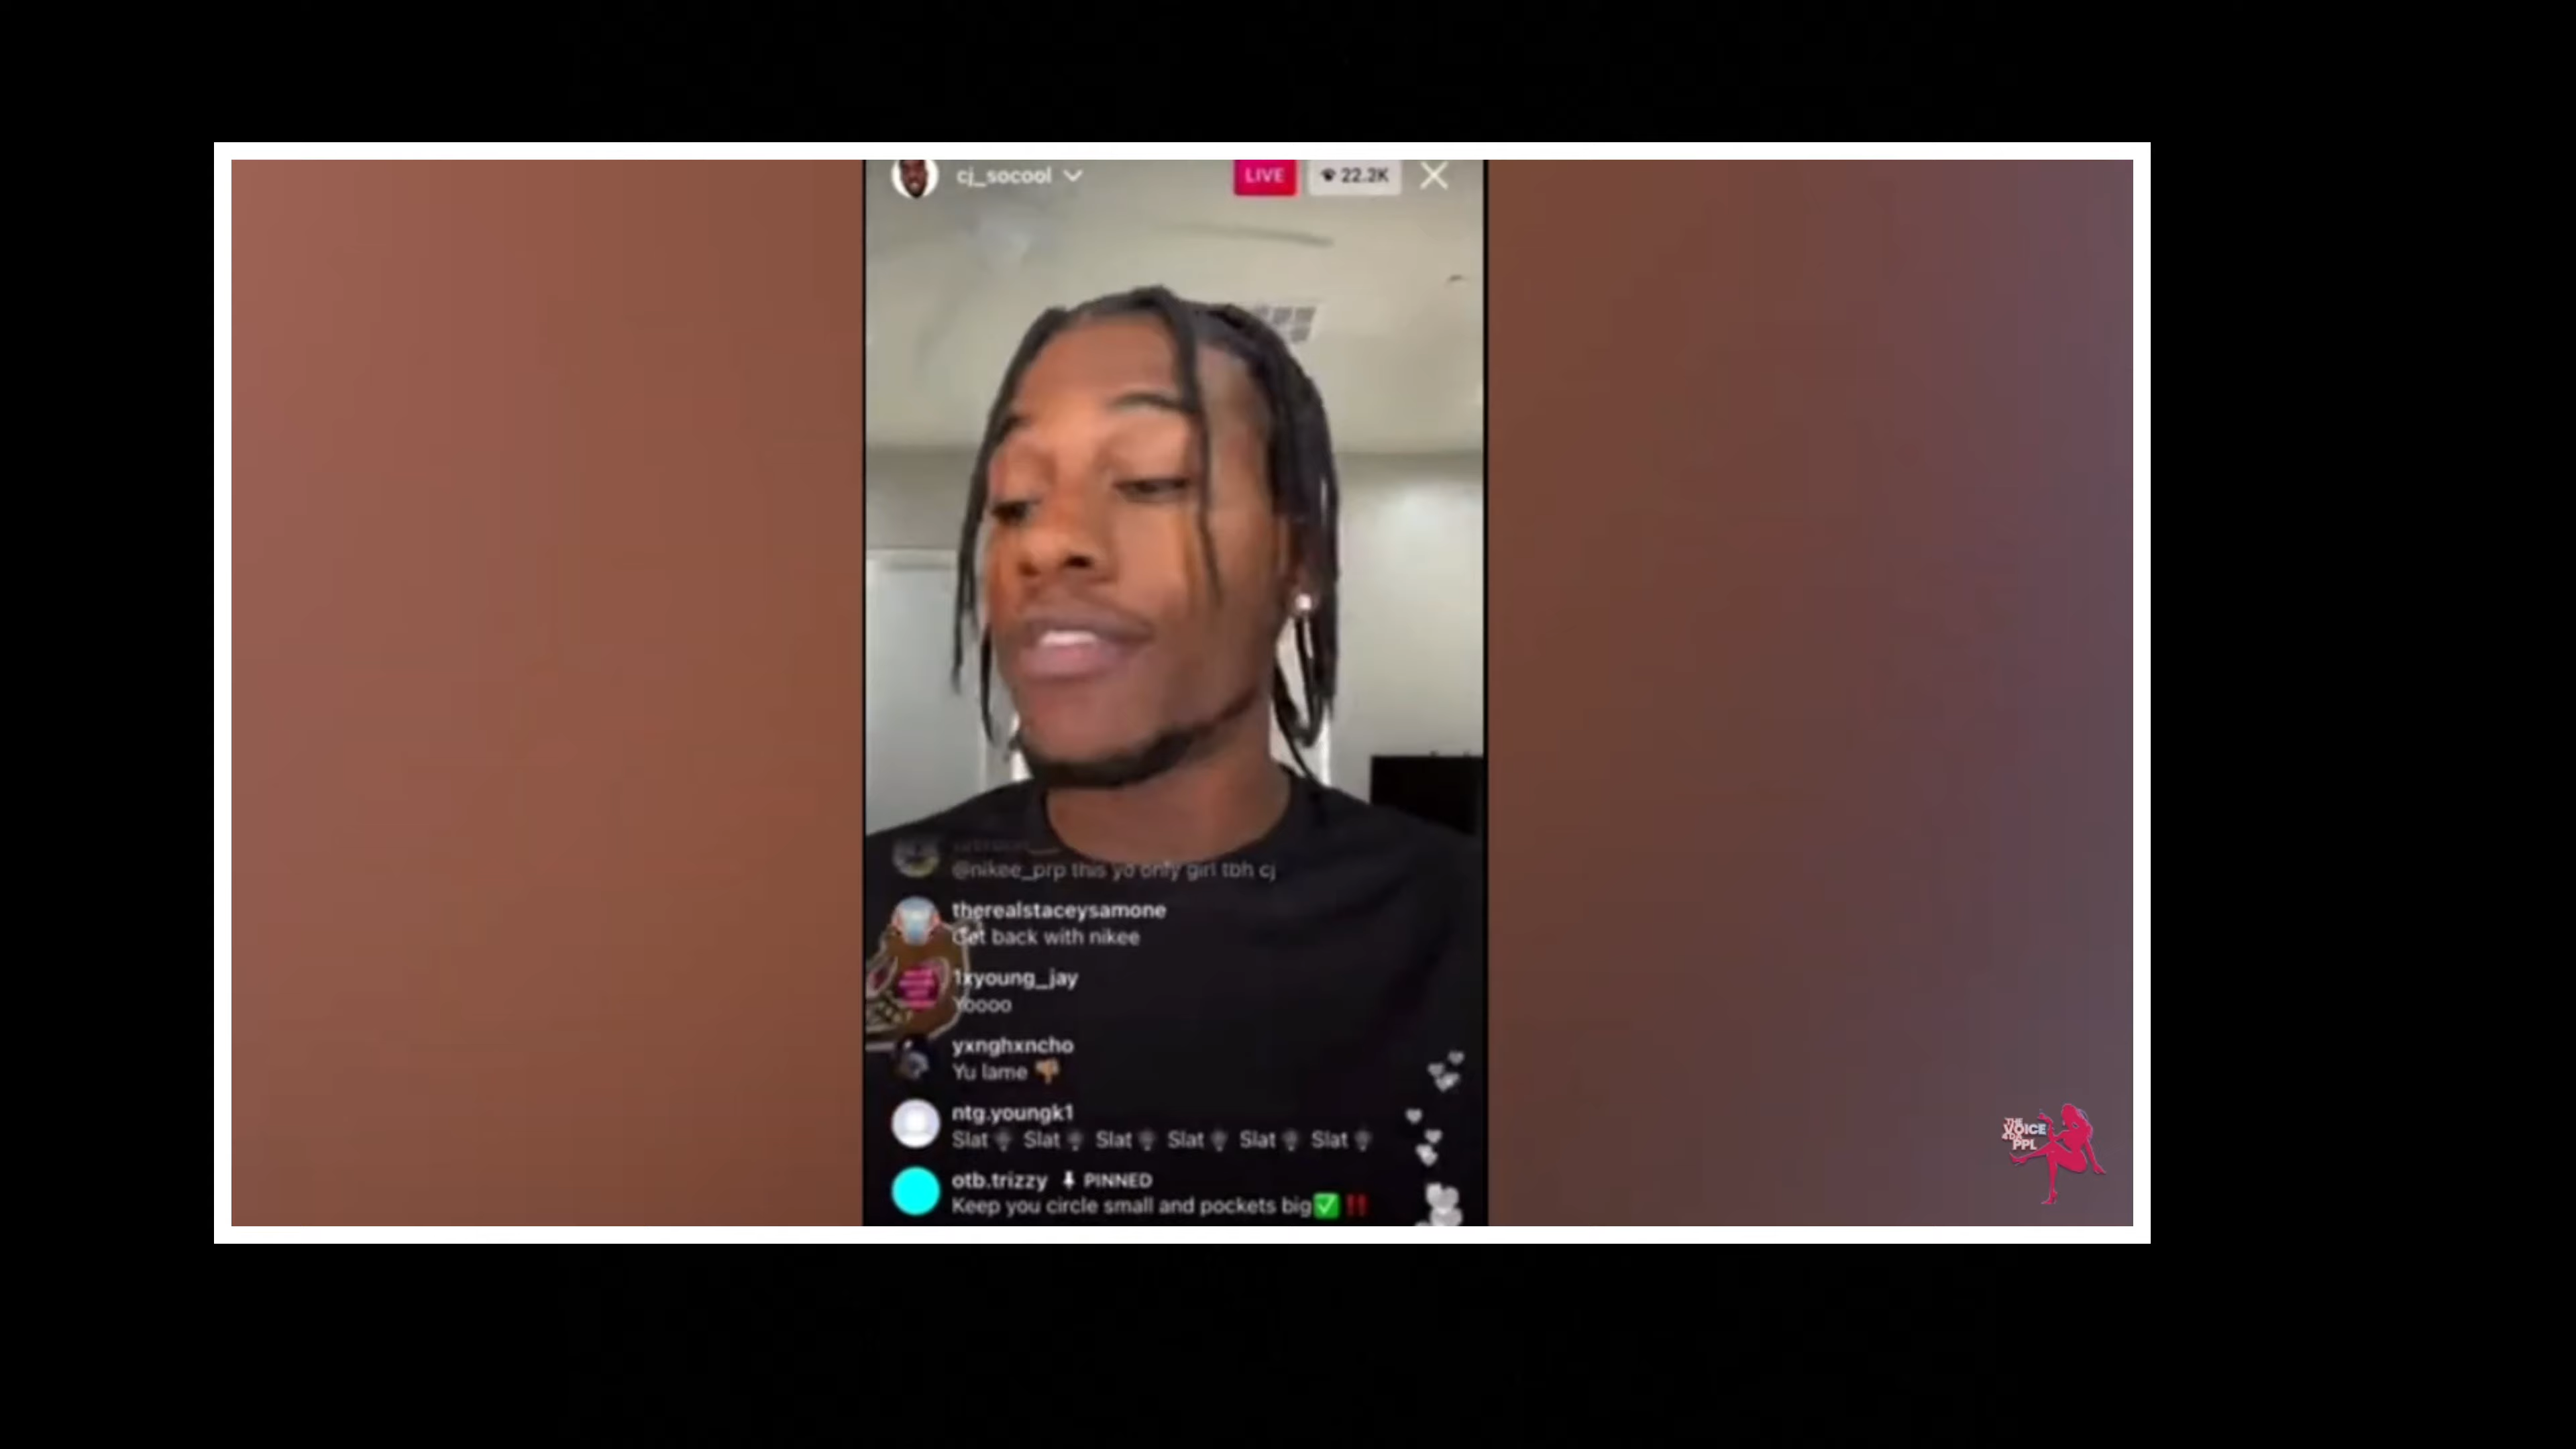 cj_socool
LIVE
22.2K
@nikee_prp this yo only girl tbh cj
therealstaceysamone
Get back with nikee
1xyoung_jay
Yoooo
yxnghxncho
Yu lame 👎🏽
ntg.youngk1
Slat Slat Slat Slat Slat Slat
otb.trizzy PINNED
Keep you circle small and pockets big✅ ‼️
THE
VOICE
4DA
PPL